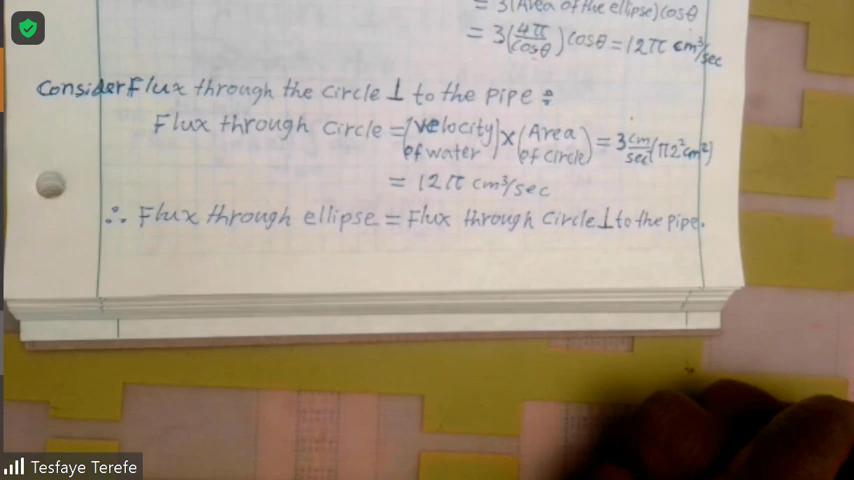 = 3(Area of the ellipse)cosθ
= 3(4π/cosθ)cosθ = 12π cm³/sec
Consider Flux through the circle ⊥ to the pipe :
Flux through circle = (velocity of water) × (Area of circle) = 3 cm/sec (π2² cm²)
= 12π cm³/sec
∴ Flux through ellipse = Flux through circle ⊥ to the pipe.
Tesfaye Terefe